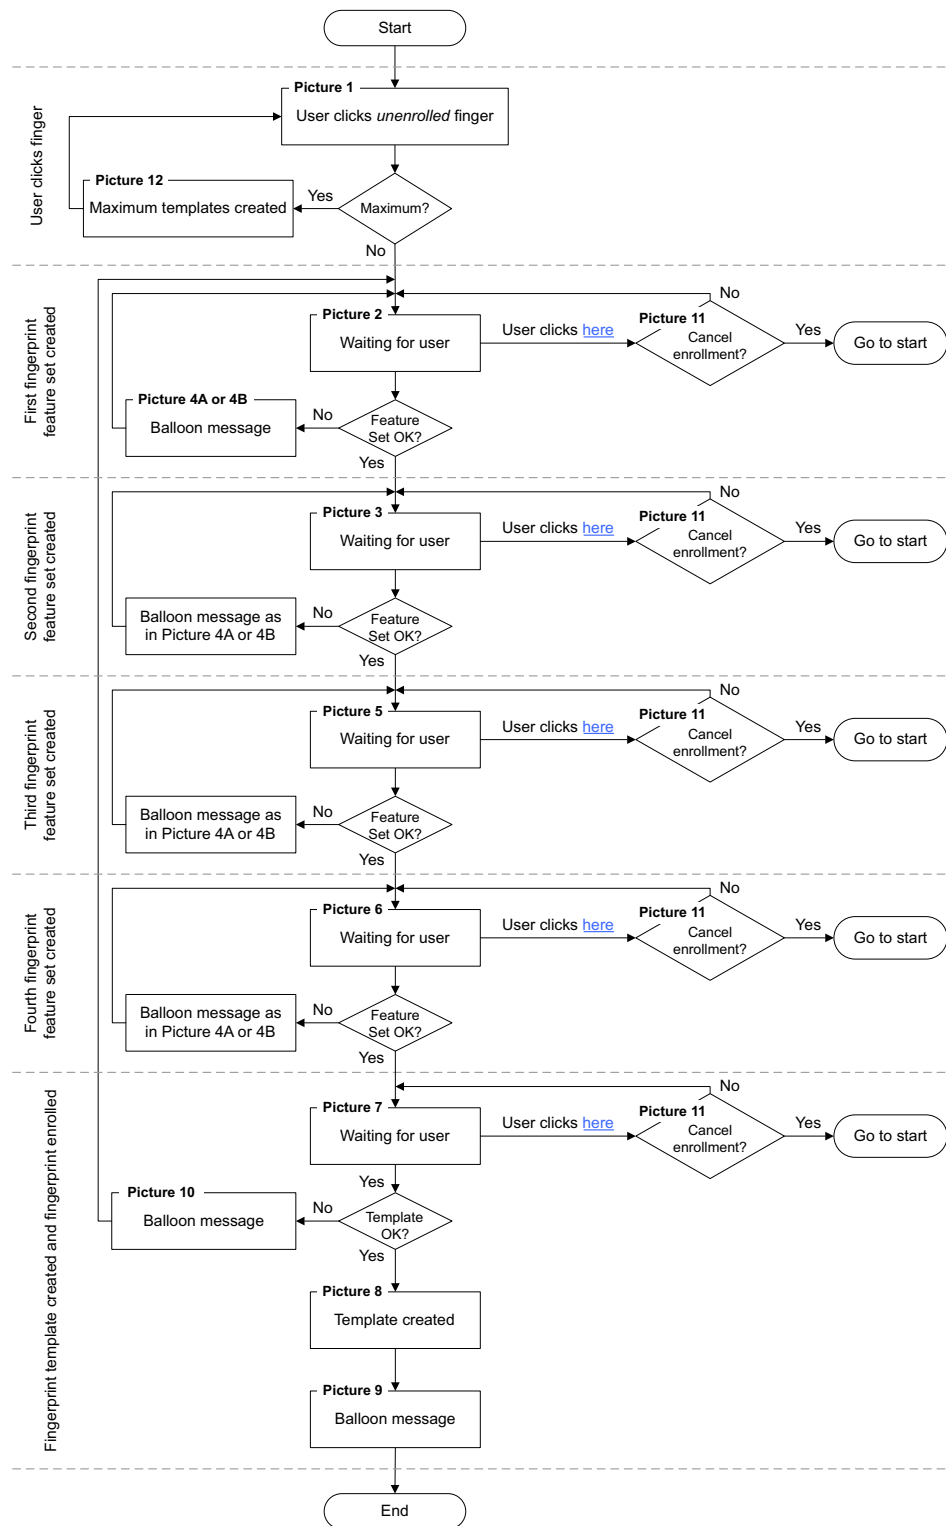 Start
User clicks finger
Picture 1
User clicks unenrolled finger
Picture 12
Maximum templates created
Yes
Maximum?
No
First fingerprint
feature set created
No
Picture 2
Waiting for user
User clicks here
Picture 11
Cancel
enrollment?
Yes
Go to start
Picture 4A or 4B
Balloon message
No
Feature
Set OK?
Yes
Second fingerprint
feature set created
No
Picture 3
Waiting for user
User clicks here
Picture 11
Cancel
enrollment?
Yes
Go to start
Balloon message as
in Picture 4A or 4B
No
Feature
Set OK?
Yes
Third fingerprint
feature set created
No
Picture 5
Waiting for user
User clicks here
Picture 11
Cancel
enrollment?
Yes
Go to start
Balloon message as
in Picture 4A or 4B
No
Feature
Set OK?
Yes
Fourth fingerprint
feature set created
No
Picture 6
Waiting for user
User clicks here
Picture 11
Cancel
enrollment?
Yes
Go to start
Balloon message as
in Picture 4A or 4B
No
Feature
Set OK?
Yes
Fingerprint template created and fingerprint enrolled
No
Picture 7
Waiting for user
User clicks here
Picture 11
Cancel
enrollment?
Yes
Go to start
Yes
Picture 10
Balloon message
No
Template
OK?
Yes
Picture 8
Template created
Picture 9
Balloon message
End